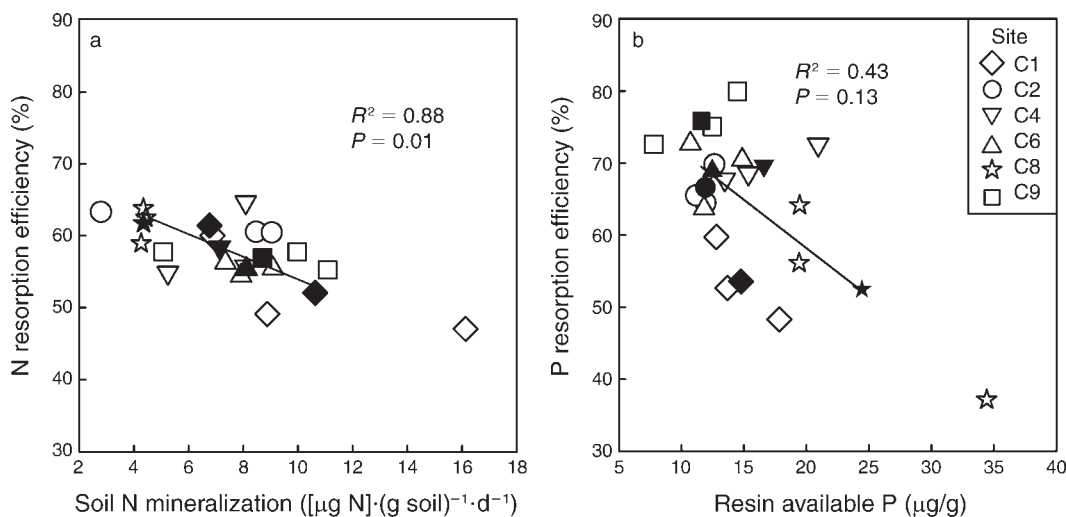 a
R² = 0.88
P = 0.01
N resorption efficiency (%)
90
80
70
60
50
40
30
2 4 6 8 10 12 14 16 18
Soil N mineralization ([μg N]·(g soil)⁻¹·d⁻¹)
b
R² = 0.43
P = 0.13
Site
C1
C2
C4
C6
C8
C9
P resorption efficiency (%)
90
80
70
60
50
40
30
5 10 15 20 25 30 35 40
Resin available P (μg/g)